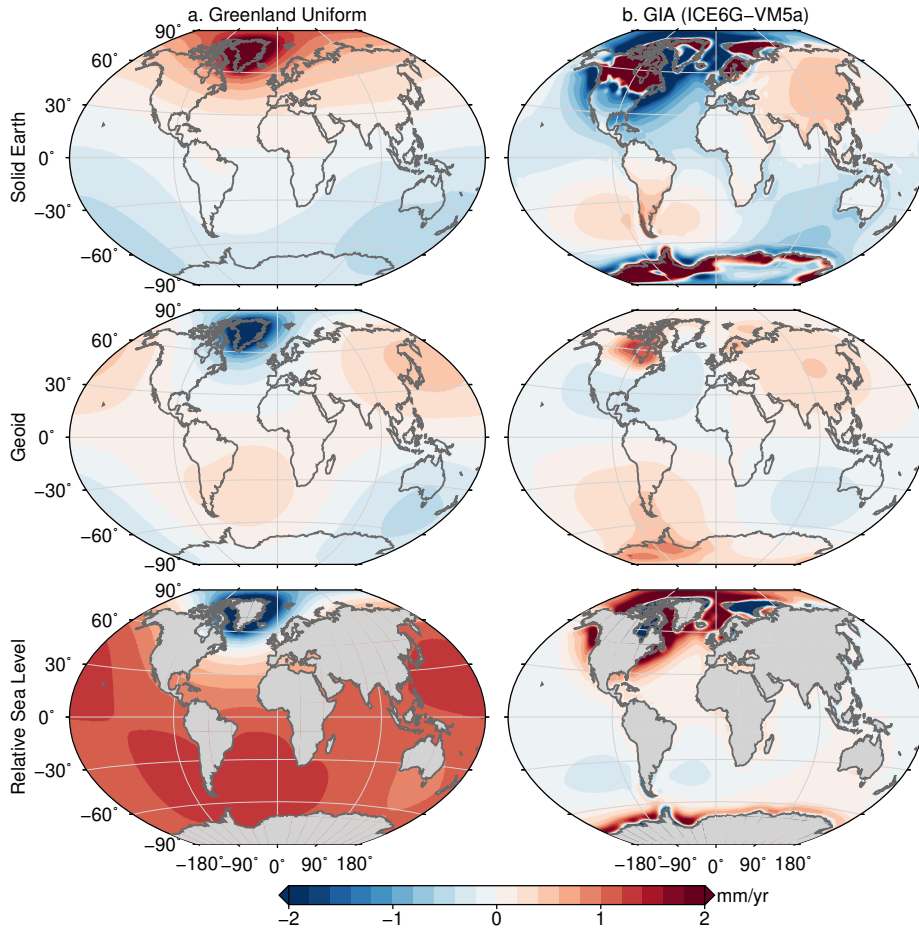 a. Greenland Uniform
b. GIA (ICE6G−VM5a)
90˚
60˚
30˚
0˚
−30˚
−60˚
−90
Solid Earth
90˚
60˚
30˚
0˚
−30˚
−60˚
−90
Geoid
90˚
60˚
30˚
0˚
−30˚
−60˚
−90˚
Relative Sea Level
−180˚ −90˚ 0˚ 90˚ 180˚
−180˚ −90˚ 0˚ 90˚ 180˚
mm/yr
−2 −1 0 1 2